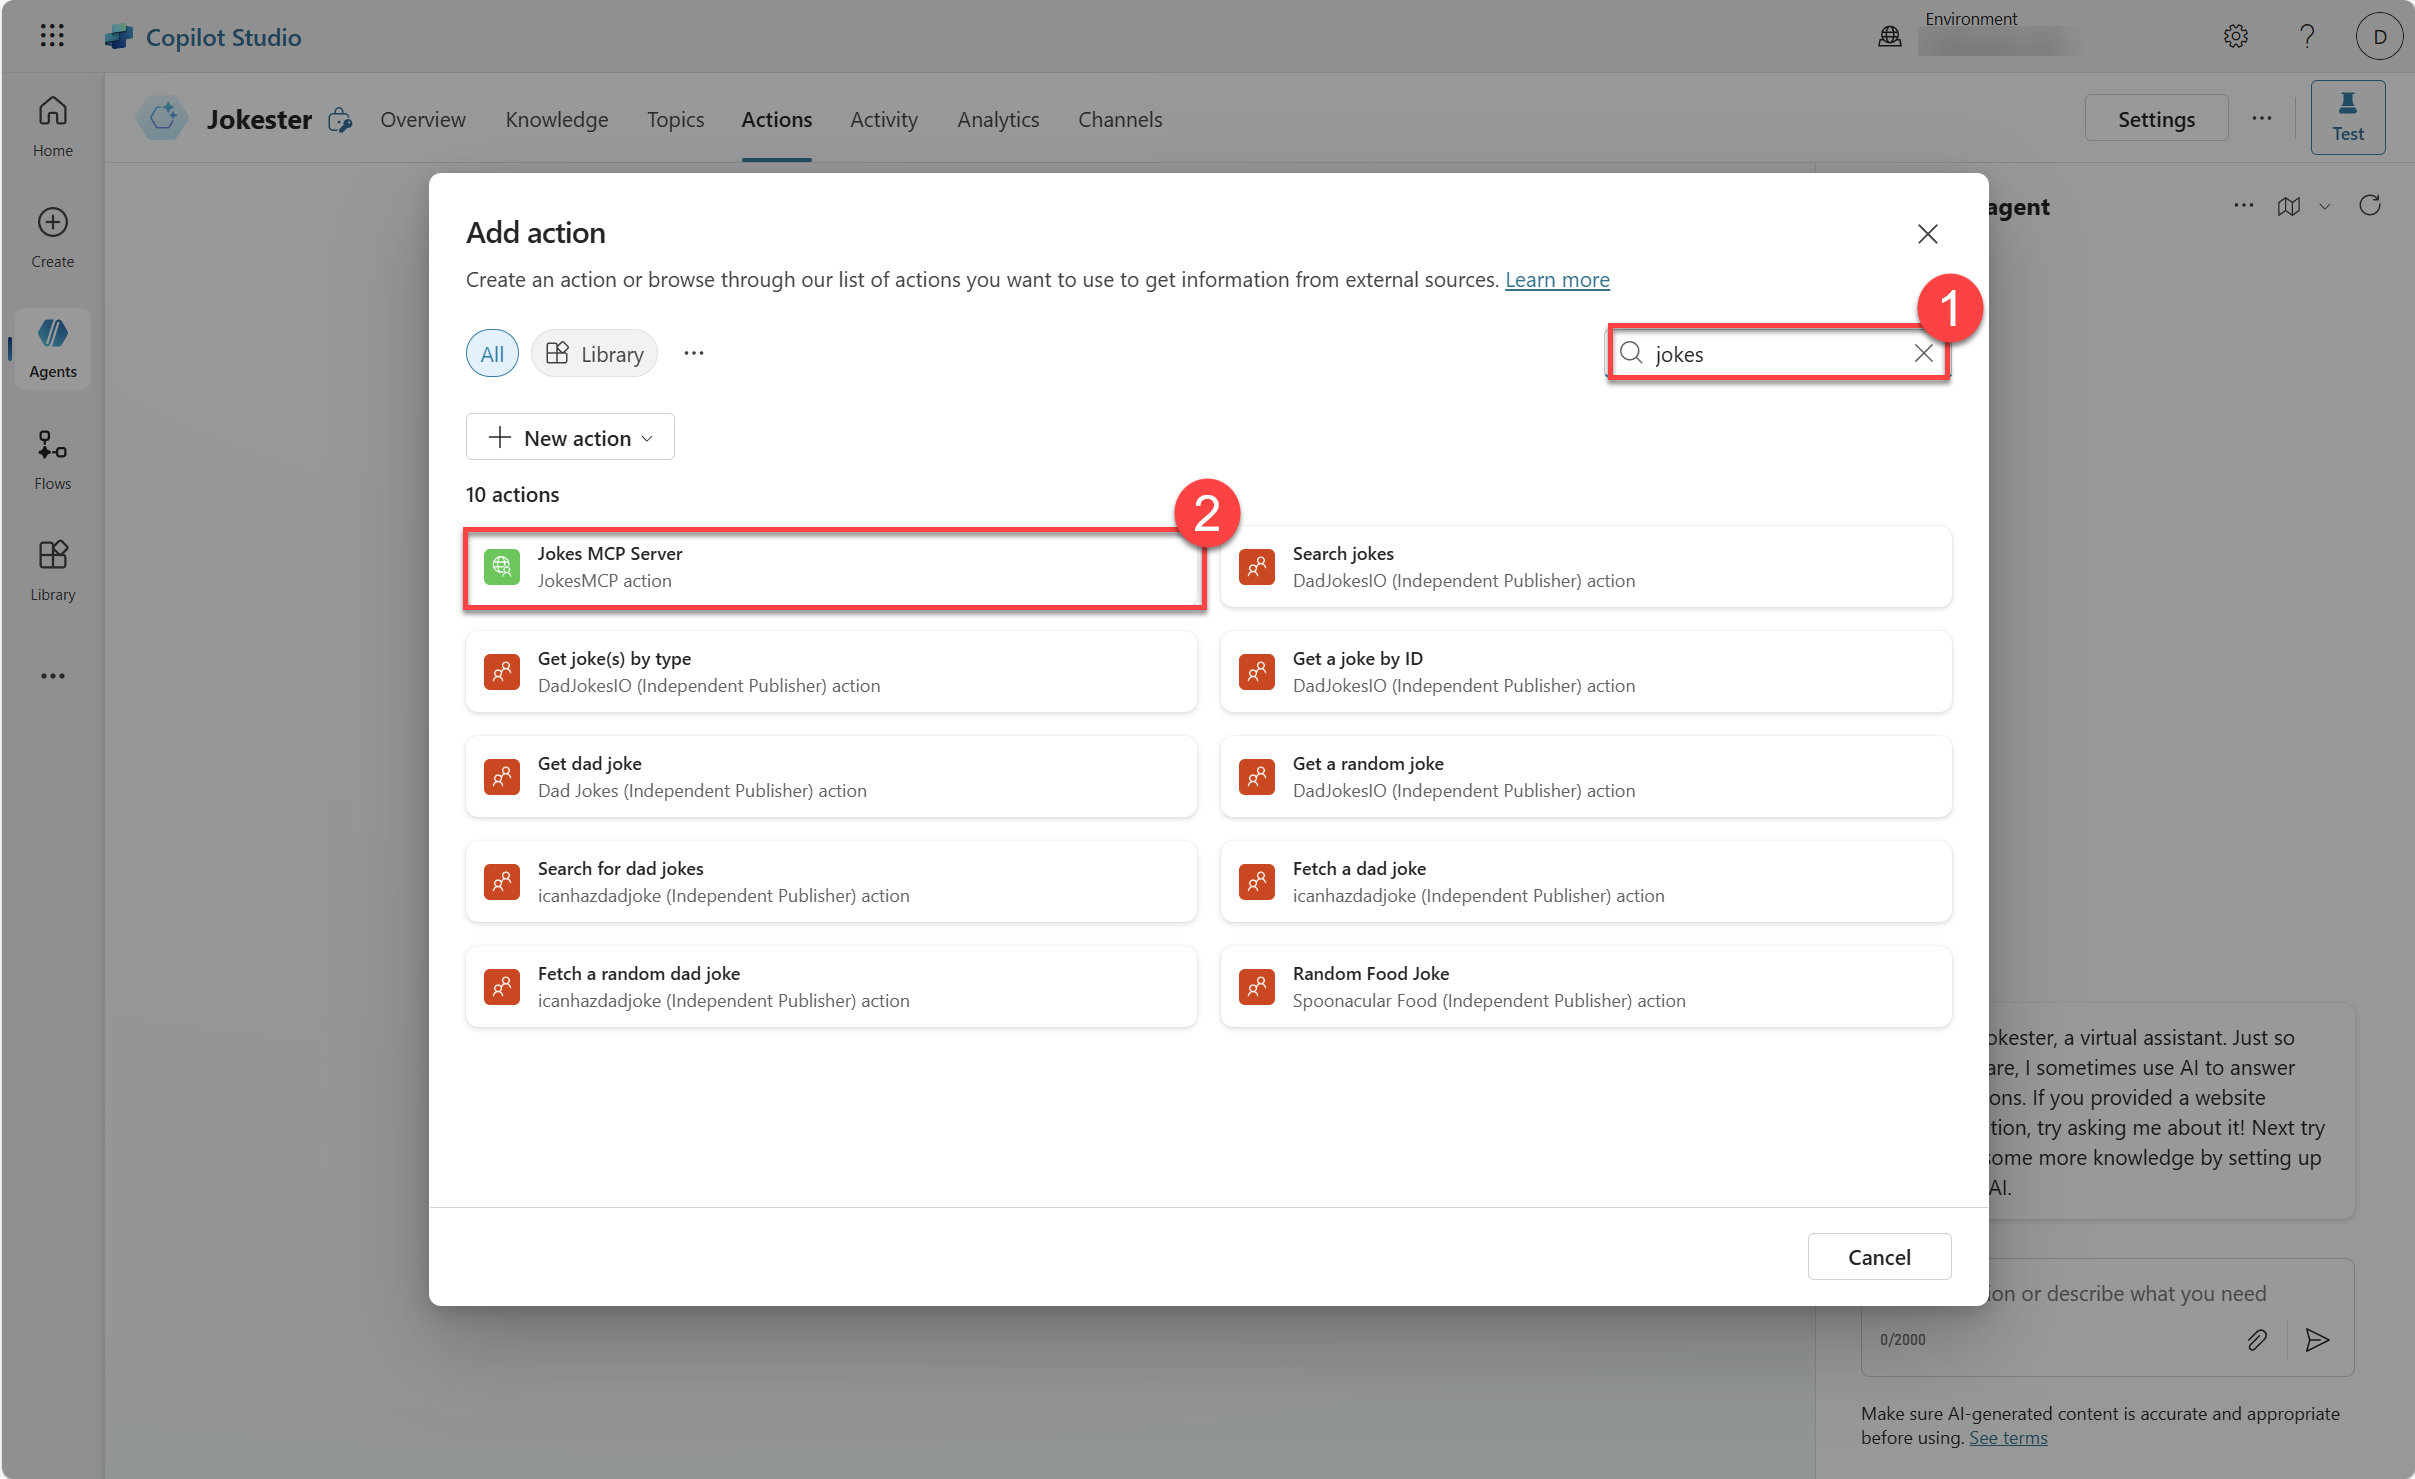 Copilot Studio
Environment
?
D
Home
Create
Agents
Flows
Library
Jokester
Overview
Knowledge
Topics
Actions
Activity
Analytics
Channels
Settings
Test
agent
Add action
Create an action or browse through our list of actions you want to use to get information from external sources. Learn more
1
All
Library
jokes
New action
10 actions
2
Jokes MCP Server
JokesMCP action
Search jokes
DadJokesIO (Independent Publisher) action
Get joke(s) by type
DadJokesIO (Independent Publisher) action
Get a joke by ID
DadJokesIO (Independent Publisher) action
Get dad joke
Dad Jokes (Independent Publisher) action
Get a random joke
DadJokesIO (Independent Publisher) action
Search for dad jokes
icanhazdadjoke (Independent Publisher) action
Fetch a dad joke
icanhazdadjoke (Independent Publisher) action
Fetch a random dad joke
icanhazdadjoke (Independent Publisher) action
Random Food Joke
Spoonacular Food (Independent Publisher) action
Cancel
okester, a virtual assistant. Just so
are, I sometimes use AI to answer
ons. If you provided a website
tion, try asking me about it! Next try
some more knowledge by setting up
AI.
ion or describe what you need
0/2000
Make sure AI-generated content is accurate and appropriate
before using. See terms